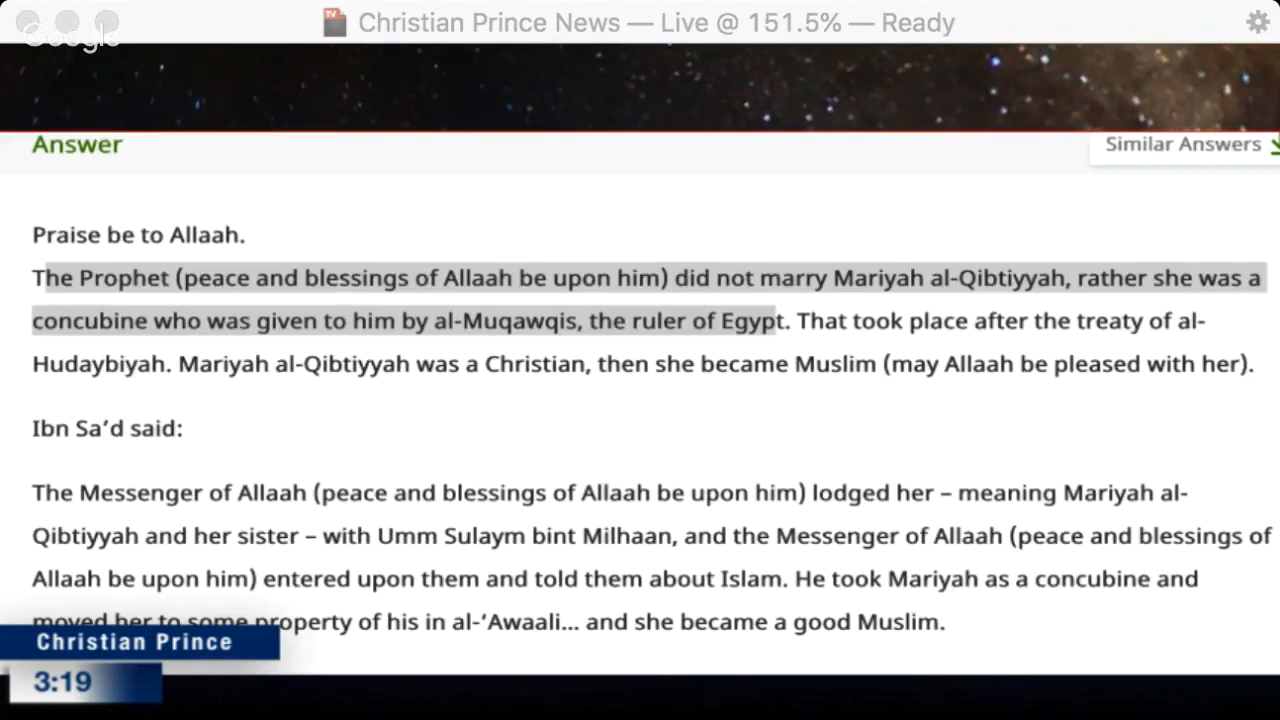 Christian Prince News — Live @ 151.5% — Ready
Google
Answer
Similar Answers
Praise be to Allaah.
The Prophet (peace and blessings of Allaah be upon him) did not marry Mariyah al-Qibtiyyah, rather she was a
concubine who was given to him by al-Muqawqis, the ruler of Egypt. That took place after the treaty of al-
Hudaybiyah. Mariyah al-Qibtiyyah was a Christian, then she became Muslim (may Allaah be pleased with her).
Ibn Sa’d said:
The Messenger of Allaah (peace and blessings of Allaah be upon him) lodged her – meaning Mariyah al-
Qibtiyyah and her sister – with Umm Sulaym bint Milhaan, and the Messenger of Allaah (peace and blessings of
Allaah be upon him) entered upon them and told them about Islam. He took Mariyah as a concubine and
moved her to some property of his in al-‘Awaali... and she became a good Muslim.
Christian Prince
3:19
TV